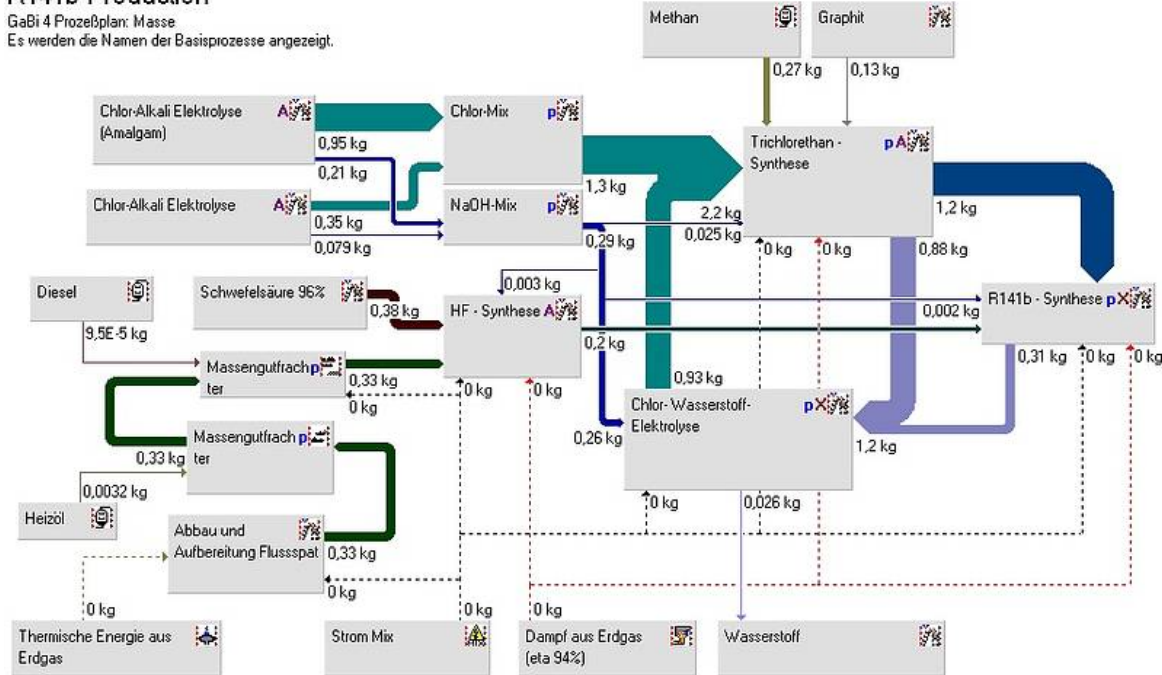 GaBi 4 Prozeßplan: Masse
Es werden die Namen der Basisprozesse angezeigt.
Methan
Graphit
0,27 kg
0,13 kg
Chlor-Alkali Elektrolyse
(Amalgam)
A
Chlor-Mix
p
Trichlorethan -
Synthese
p A
0,95 kg
0,21 kg
1,3 kg
1,2 kg
Chlor-Alkali Elektrolyse
A
NaOH-Mix
p
0,35 kg
0,079 kg
0,29 kg
2,2 kg
0,025 kg
0 kg
0 kg
0,88 kg
Diesel
Schwefelsäure 96%
0,38 kg
0,003 kg
HF - Synthese A
R141b - Synthese p X
0,002 kg
9,5E-5 kg
0,2 kg
0,31 kg
0 kg
0 kg
Massengutfrach
ter
p
0,33 kg
0 kg
0 kg
0 kg
0,93 kg
Chlor-Wasserstoff-
Elektrolyse
p X
0,26 kg
1,2 kg
Massengutfrach
ter
p
0,33 kg
0,0032 kg
0 kg
0,026 kg
0 kg
Heizöl
Abbau und
Aufbereitung Flussspat
0,33 kg
0 kg
0 kg
0 kg
0 kg
Thermische Energie aus
Erdgas
Strom Mix
Dampf aus Erdgas
(eta 94%)
Wasserstoff